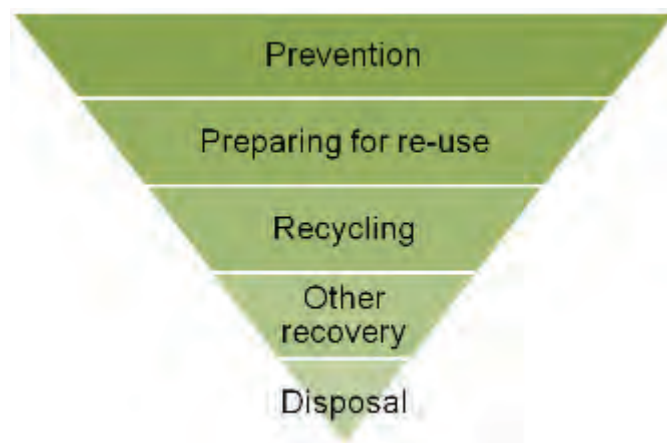 Prevention
Preparing for re-use
Recycling
Other
recovery
Disposal